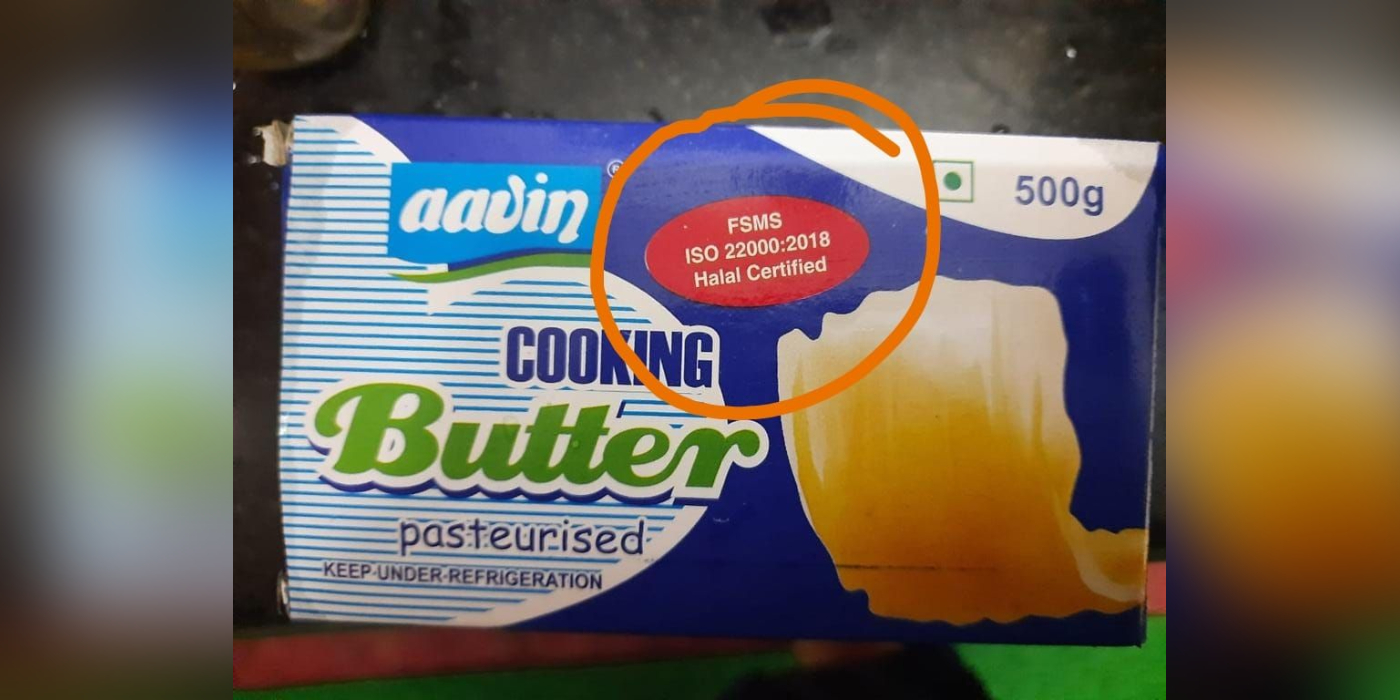 aavin
®
FSMS
ISO 22000:2018
Halal Certified
500g
COOKING
Butter
pasteurised
KEEP-UNDER-REFRIGERATION